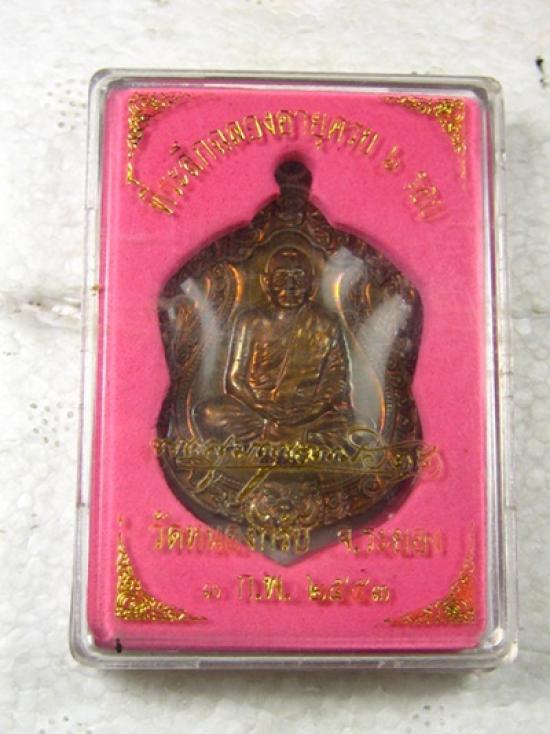 ที่ระลึกฉลองอายุครบ ๖ รอบ
วัดหนองกรับ จ.ระยอง
๓ ก.พ. ๒๕๕๓